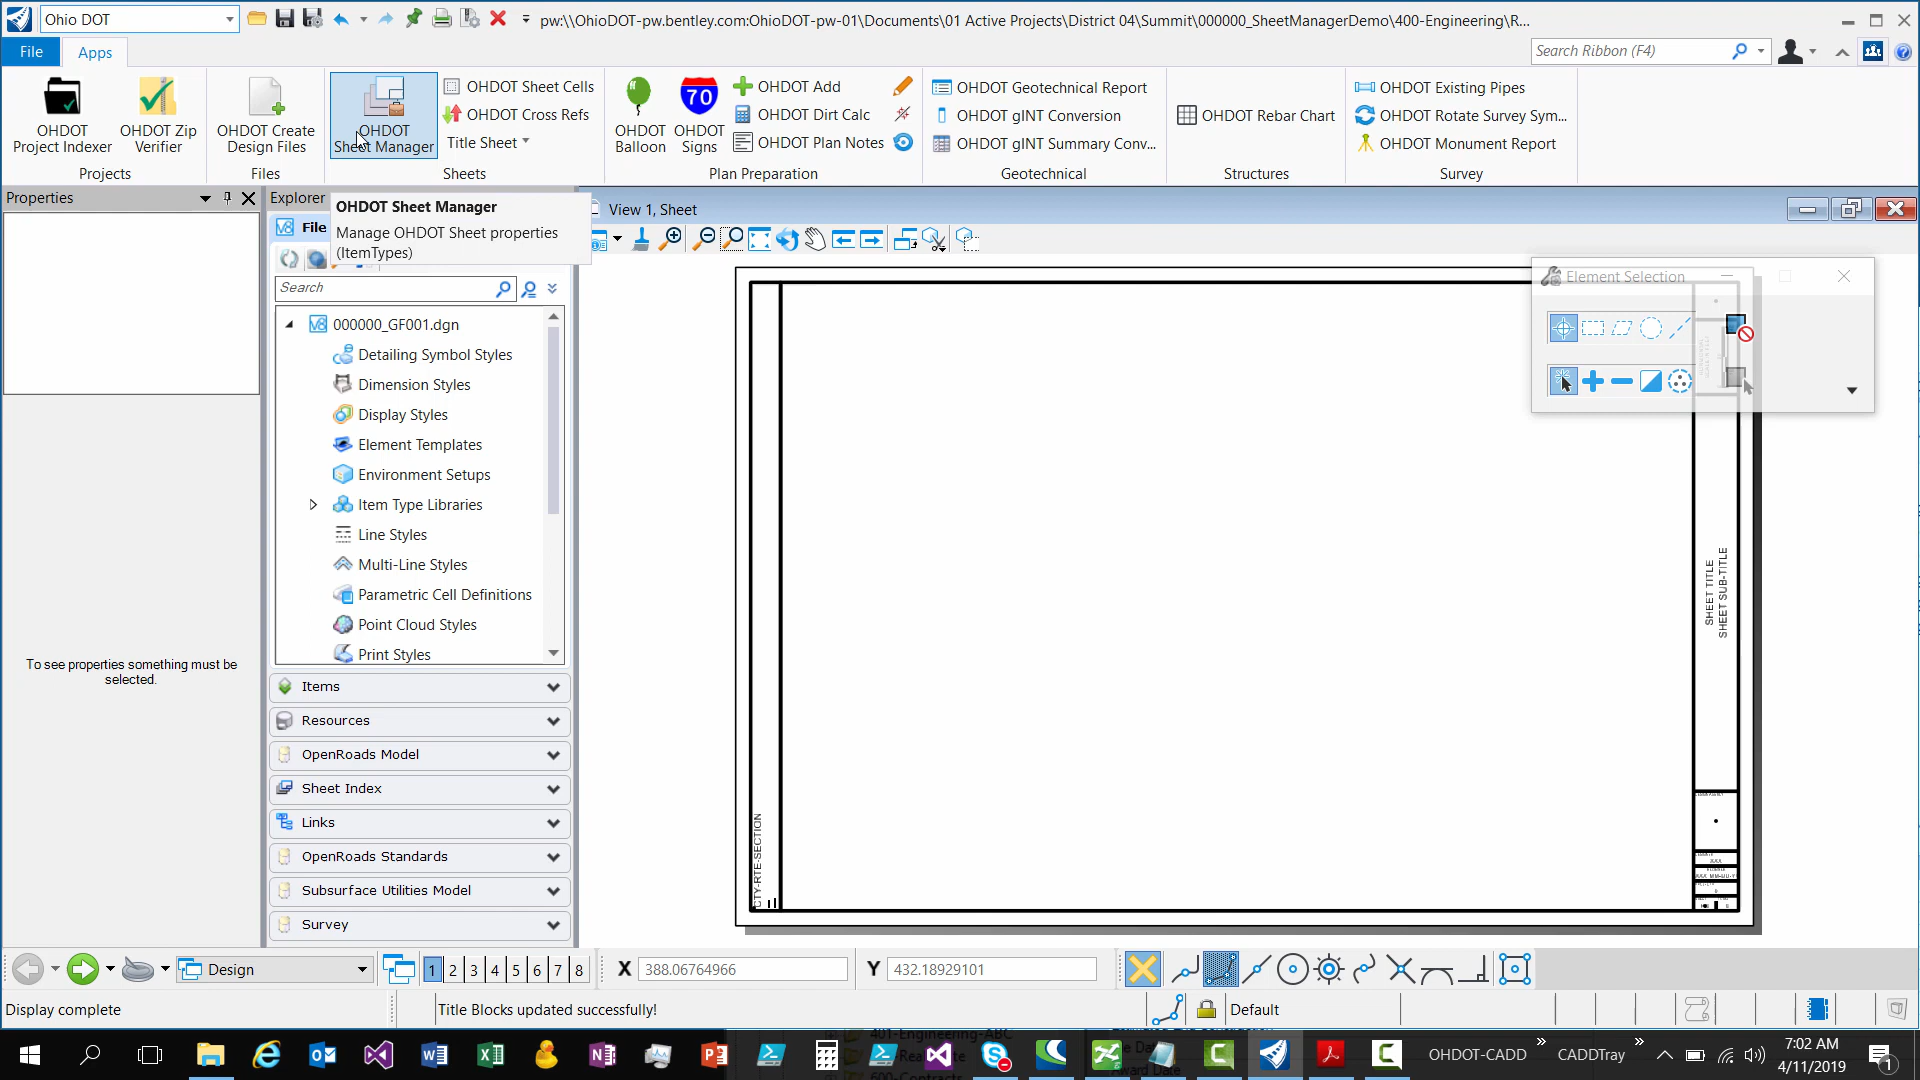 Ohio DOT
pw:\\OhioDOT-pw.bentley.com:OhioDOT-pw-01\Documents\01 Active Projects\District 04\Summit\000000_SheetManagerDemo\400-Engineering\R...
File
Apps
Search Ribbon (F4)
OHDOT
Project Indexer
OHDOT Zip
Verifier
Projects
OHDOT Create
Design Files
Files
OHDOT
Sheet Manager
OHDOT Sheet Cells
OHDOT Cross Refs
Title Sheet
Sheets
OHDOT
Balloon
70
OHDOT
Signs
OHDOT Add
OHDOT Dirt Calc
OHDOT Plan Notes
Plan Preparation
OHDOT Geotechnical Report
OHDOT gINT Conversion
OHDOT gINT Summary Conv...
Geotechnical
OHDOT Rebar Chart
Structures
OHDOT Existing Pipes
OHDOT Rotate Survey Sym...
OHDOT Monument Report
Survey
Properties
To see properties something must be
selected.
Explorer
File
OHDOT Sheet Manager
Manage OHDOT Sheet properties
(ItemTypes)
Search
000000_GF001.dgn
Detailing Symbol Styles
Dimension Styles
Display Styles
Element Templates
Environment Setups
Item Type Libraries
Line Styles
Multi-Line Styles
Parametric Cell Definitions
Point Cloud Styles
Print Styles
Items
Resources
OpenRoads Model
Sheet Index
Links
OpenRoads Standards
Subsurface Utilities Model
Survey
View 1, Sheet
Element Selection
SHEET TITLE
SHEET SUB-TITLE
CTY-RTE-SECTION
Design
1 2 3 4 5 6 7 8
X 388.06764966
Y 432.18929101
Display complete
Title Blocks updated successfully!
Default
401-Engineering-ABC
OHDOT-CADD
CADDTray
7:02 AM
4/11/2019
1